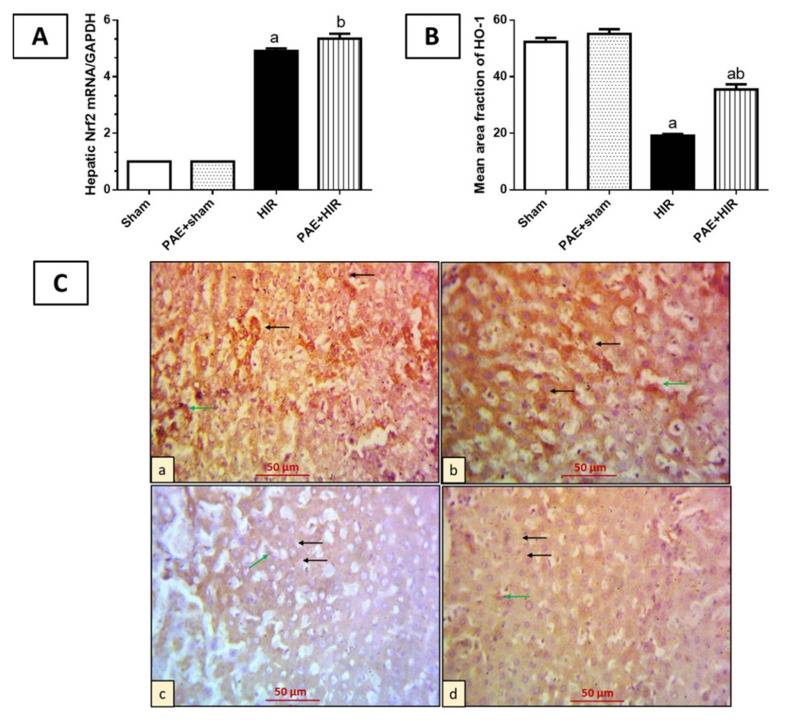 A
Hepatic Nrf2 mRNA/GAPDH
6
4
2
0
a
b
Sham
PAE+sham
HIR
PAE+HIR
B
Mean area fraction of HO-1
60
40
20
0
a
ab
Sham
PAE+sham
HIR
PAE+HIR
C
a
50 µm
b
50 µm
c
50 µm
d
50 µm